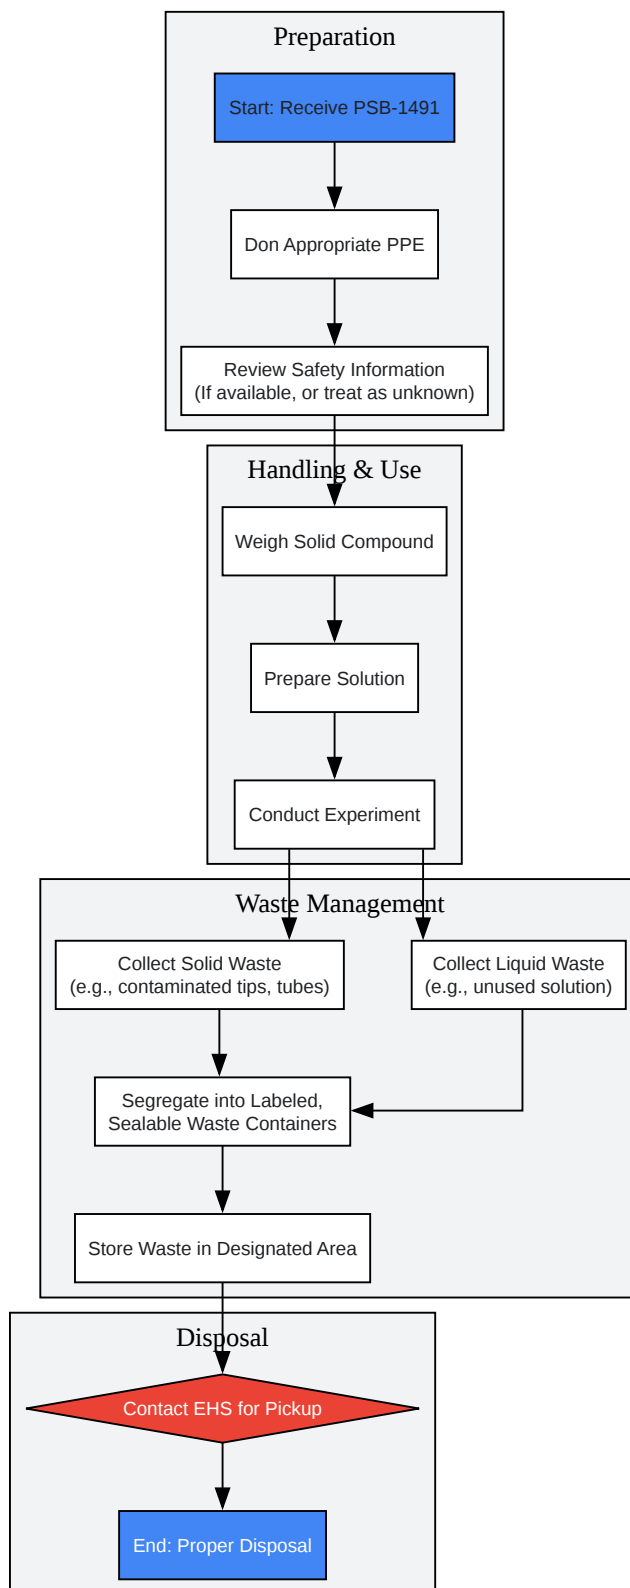 Preparation
Start: Receive PSB-1491
Don Appropriate PPE
Review Safety Information
(If available, or treat as unknown)
Handling & Use
Weigh Solid Compound
Prepare Solution
Conduct Experiment
Waste Management
Collect Solid Waste
(e.g., contaminated tips, tubes)
Collect Liquid Waste
(e.g., unused solution)
Segregate into Labeled,
Sealable Waste Containers
Store Waste in Designated Area
Disposal
Contact EHS for Pickup
End: Proper Disposal